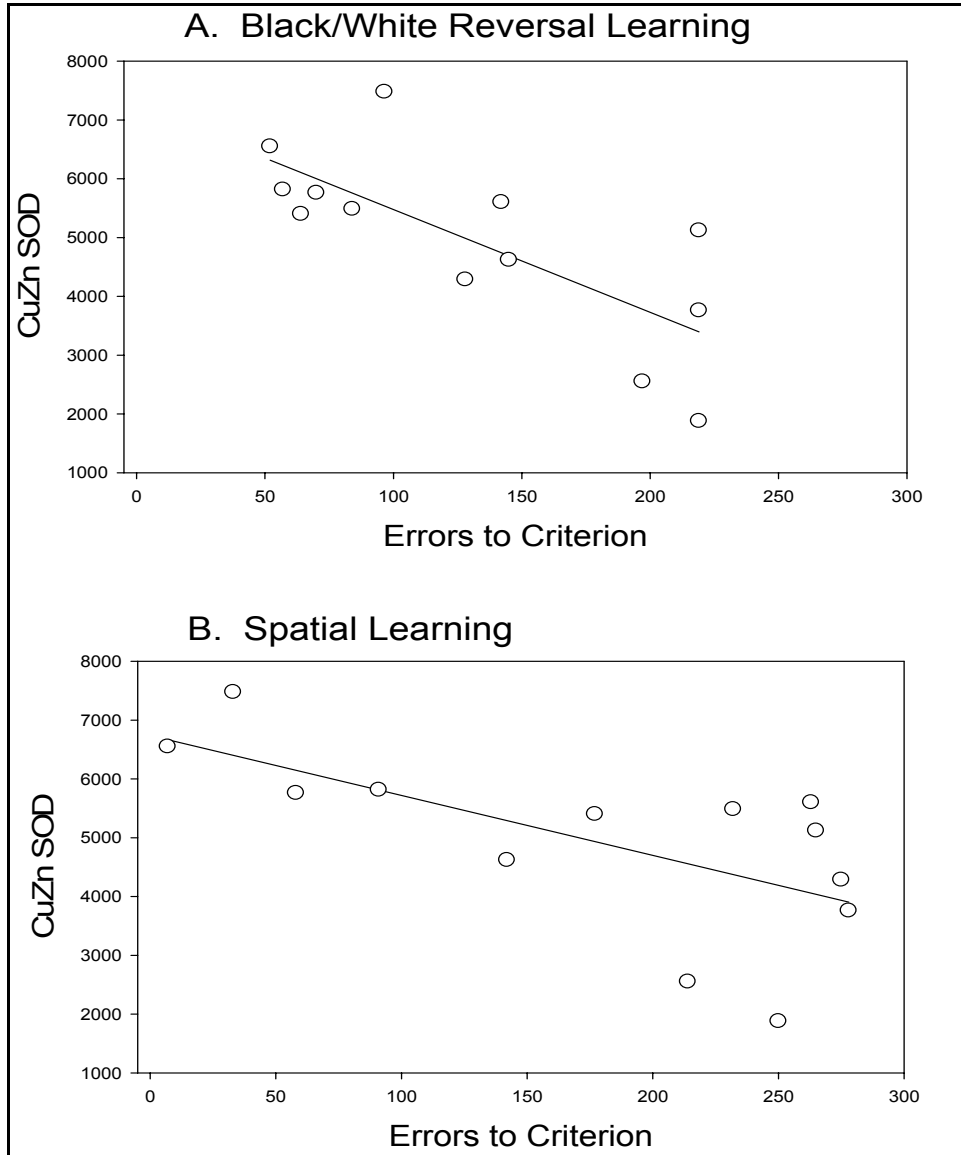 A. Black/White Reversal Learning
8000
7000
6000
5000
4000
3000
2000
1000
CuZn SOD
0 50 100 150 200 250 300
Errors to Criterion
B. Spatial Learning
8000
7000
6000
5000
4000
3000
2000
1000
CuZn SOD
0 50 100 150 200 250 300
Errors to Criterion